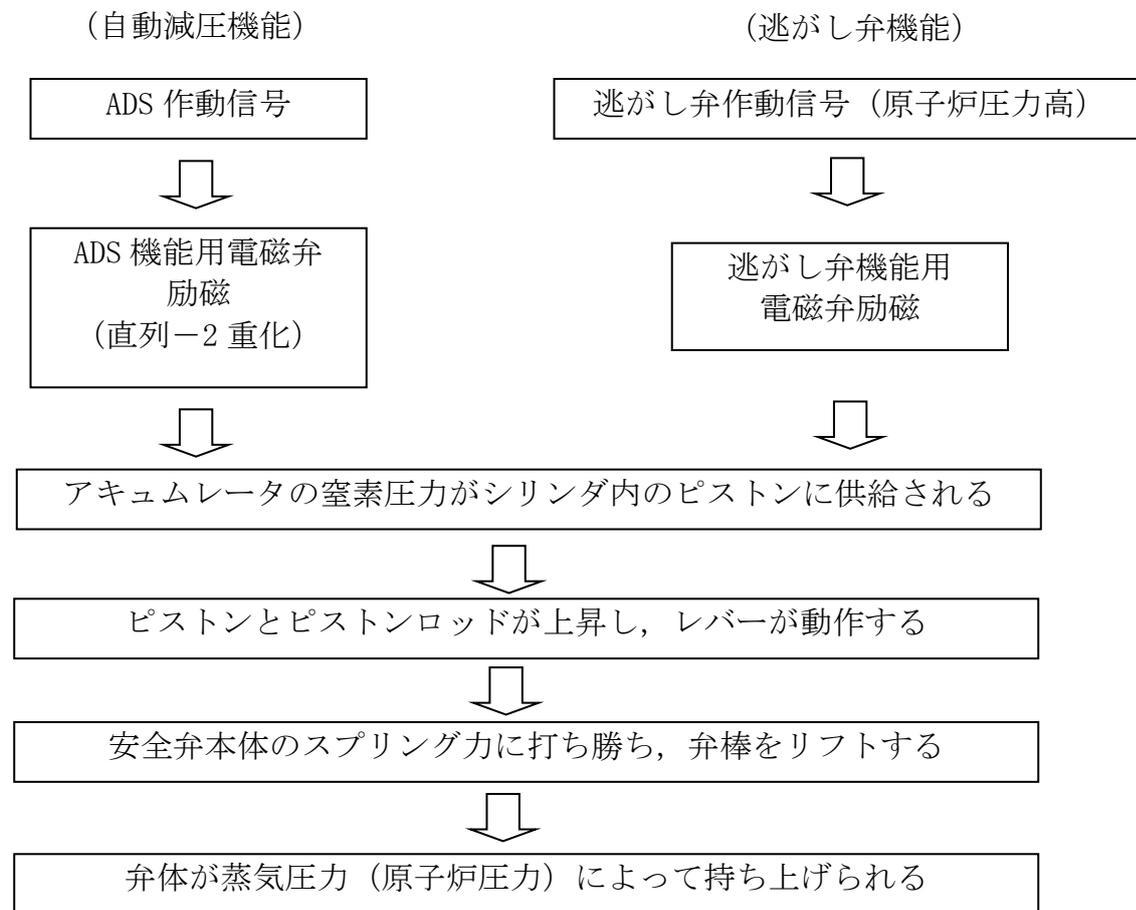 (自動減圧機能)
(逃がし弁機能)
ADS 作動信号
逃がし弁作動信号(原子炉圧力高)
ADS 機能用電磁弁
励磁
(直列-2 重化)
逃がし弁機能用
電磁弁励磁
アキュムレータの窒素圧力がシリンダ内のピストンに供給される
ピストンとピストンロッドが上昇し,レバーが動作する
安全弁本体のスプリング力に打ち勝ち,弁棒をリフトする
弁体が蒸気圧力(原子炉圧力)によって持ち上げられる